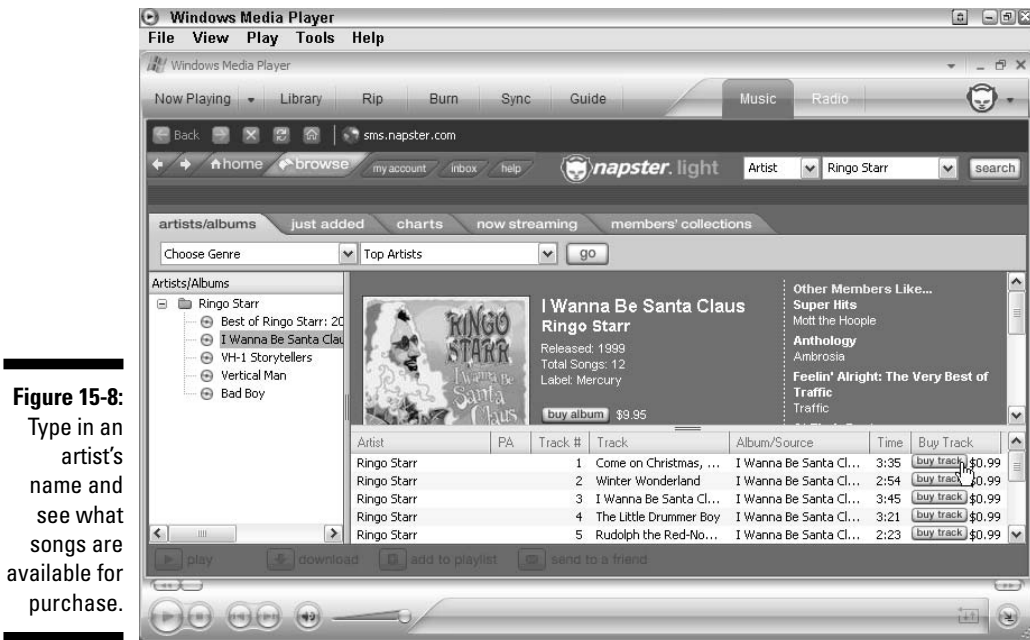 Windows Media Player
File View Play Tools Help
Windows Media Player
Now Playing Library Rip Burn Sync Guide Music Radio
Back sms.napster.com
home browse my account inbox help napster.light Artist Ringo Starr search
artists/albums just added charts now streaming members' collections
Choose Genre Top Artists go
Artists/Albums
Ringo Starr
Best of Ringo Starr: 20
I Wanna Be Santa Clau
VH-1 Storytellers
Vertical Man
Bad Boy
RINGO
STARR
I Wanna Be
Santa
Claus
I Wanna Be Santa Claus
Ringo Starr
Released: 1999
Total Songs: 12
Label: Mercury
buy album $9.95
Other Members Like...
Super Hits
Mott the Hoople
Anthology
Ambrosia
Feelin' Alright: The Very Best of
Traffic
Traffic
Artist PA Track # Track Album/Source Time Buy Track
Ringo Starr 1 Come on Christmas, ... I Wanna Be Santa Cl... 3:35 buy track $0.99
Ringo Starr 2 Winter Wonderland I Wanna Be Santa Cl... 2:54 buy track $0.99
Ringo Starr 3 I Wanna Be Santa Cl... I Wanna Be Santa Cl... 3:45 buy track $0.99
Ringo Starr 4 The Little Drummer Boy I Wanna Be Santa Cl... 3:21 buy track $0.99
Ringo Starr 5 Rudolph the Red-No... I Wanna Be Santa Cl... 2:23 buy track $0.99
play download add to playlist send to a friend
Figure 15-8:
Type in an
artist's
name and
see what
songs are
available for
purchase.